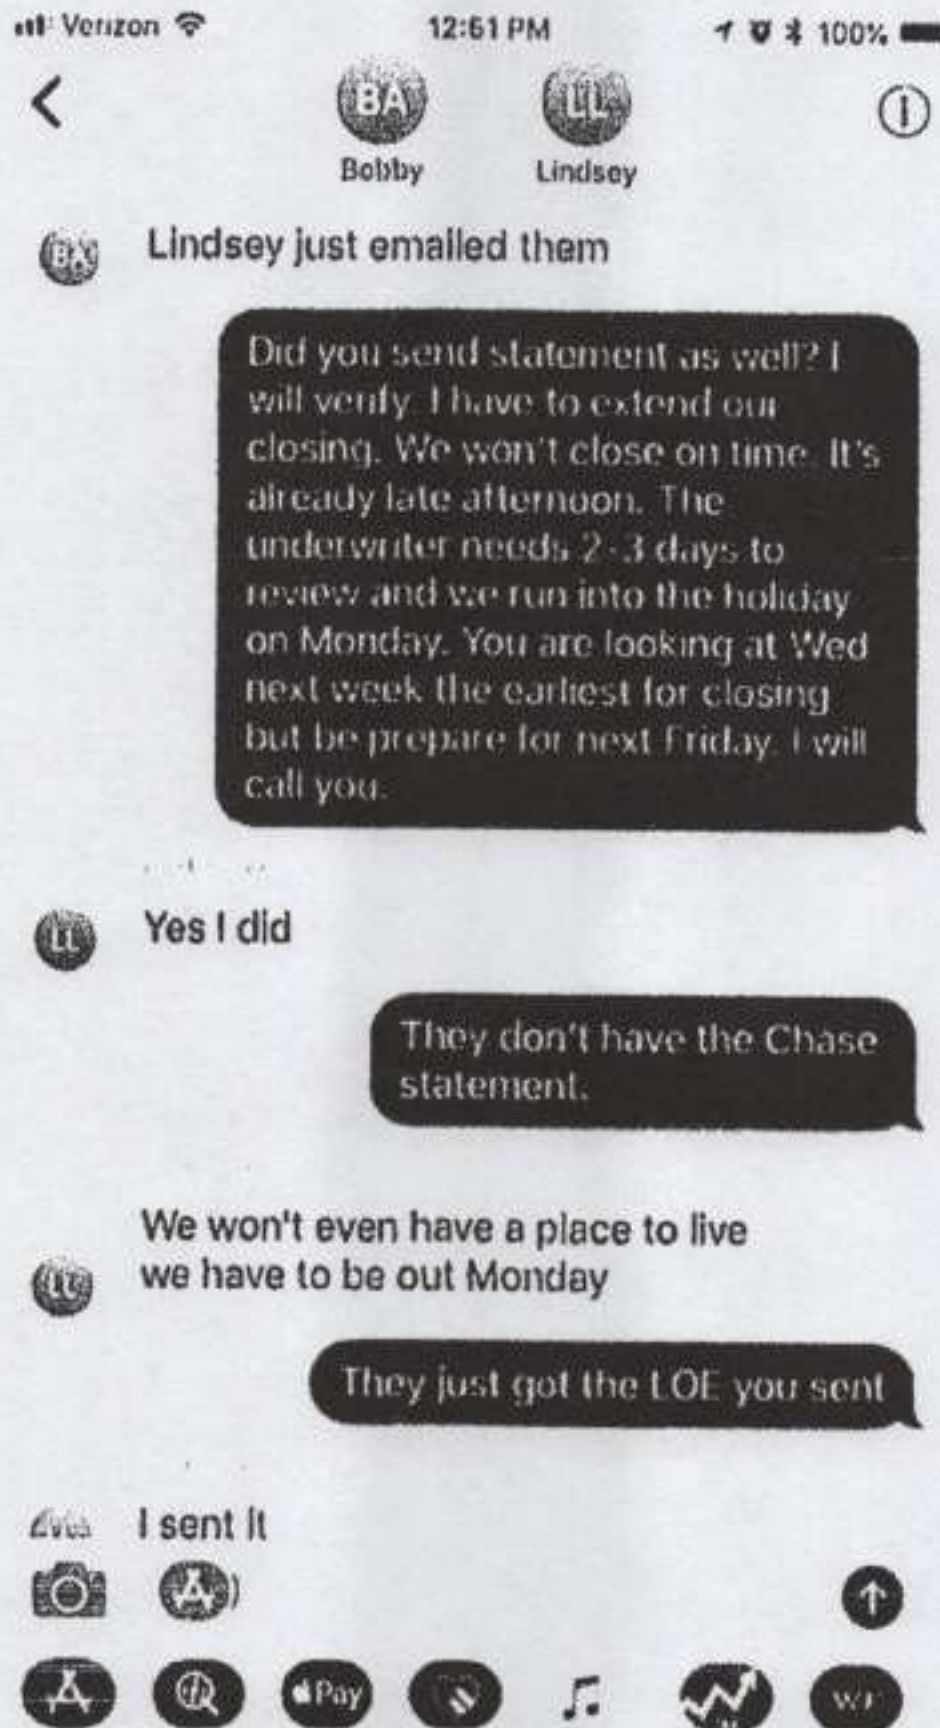 Verizon
12:51 PM
100%
BA
LL
Bobby
Lindsey
BA
Lindsey just emailed them
Did you send statement as well? I
will verify. I have to extend our
closing. We won't close on time. It's
already late afternoon. The
underwriter needs 2-3 days to
review and we run into the holiday
on Monday. You are looking at Wed
next week the earliest for closing
but be prepare for next Friday. I will
call you.
LL
Yes I did
They don't have the Chase
statement.
LL
We won't even have a place to live
we have to be out Monday
They just got the LOE you sent
I sent it
Pay